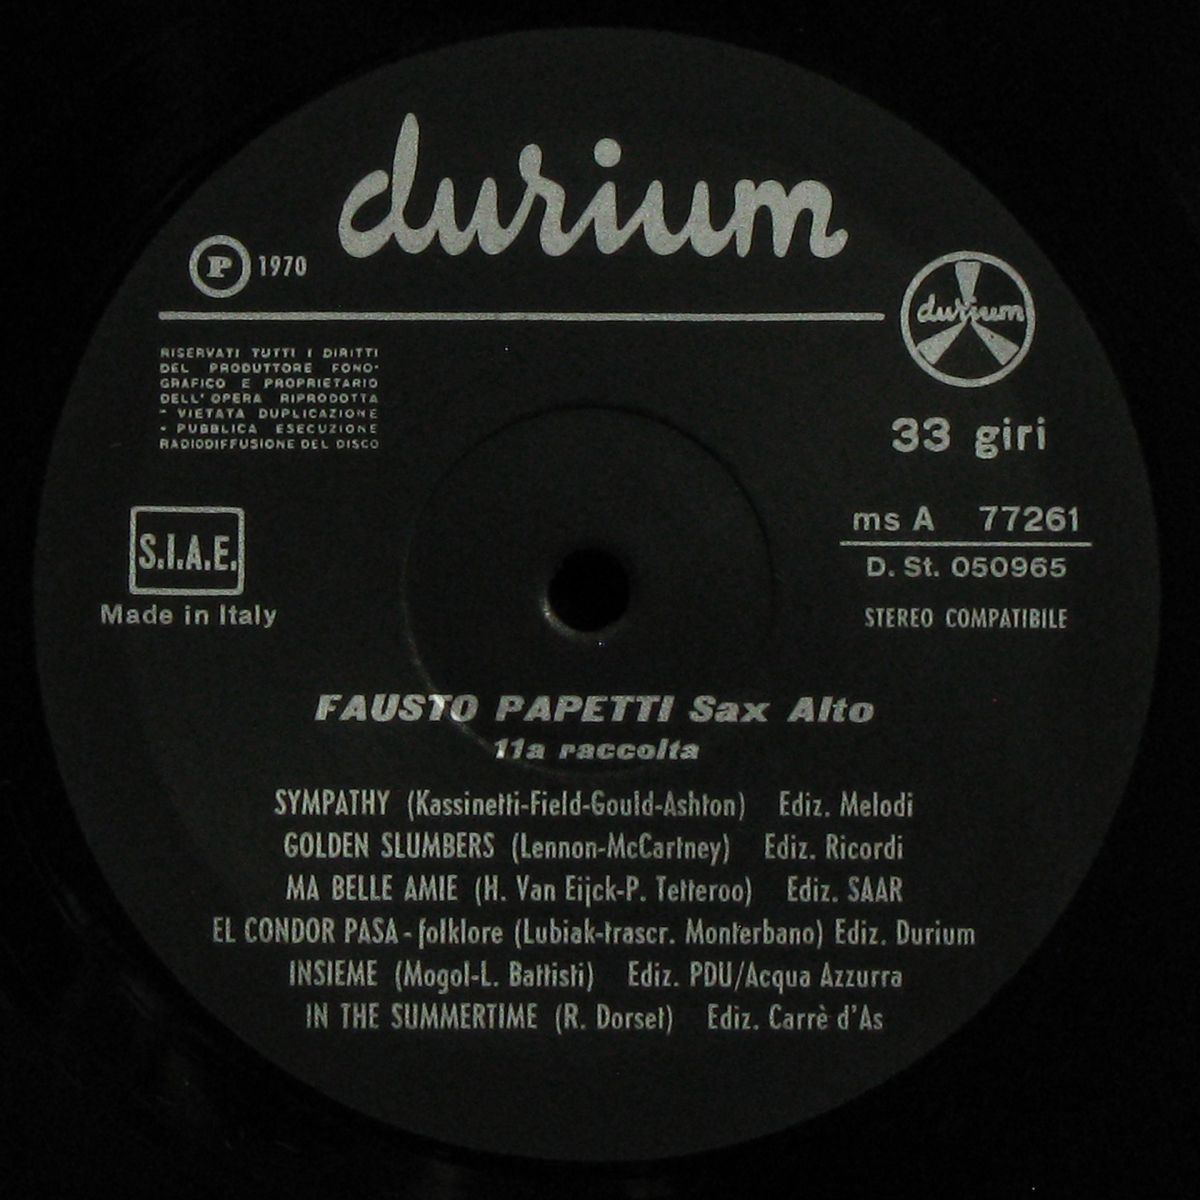 durium
P 1970
durium
RISERVATI TUTTI I DIRITTI
DEL PRODUTTORE FONO-
GRAFICO E PROPRIETARIO
DELL'OPERA RIPRODOTTA
- VIETATA DUPLICAZIONE
- PUBBLICA ESECUZIONE
RADIODIFFUSIONE DEL DISCO
33 giri
S.I.A.E.
Made in Italy
ms A 77261
D. St. 050965
STEREO COMPATIBILE
FAUSTO PAPETTI Sax Alto
11a raccolta
SYMPATHY (Kassinetti-Field-Gould-Ashton) Ediz. Melodi
GOLDEN SLUMBERS (Lennon-McCartney) Ediz. Ricordi
MA BELLE AMIE (H. Van Eijck-P. Tetteroo) Ediz. SAAR
EL CONDOR PASA - folklore (Lubiak-trascr. Monterbano) Ediz. Durium
INSIEME (Mogol-L. Battisti) Ediz. PDU/Acqua Azzurra
IN THE SUMMERTIME (R. Dorset) Ediz. Carrè d'As